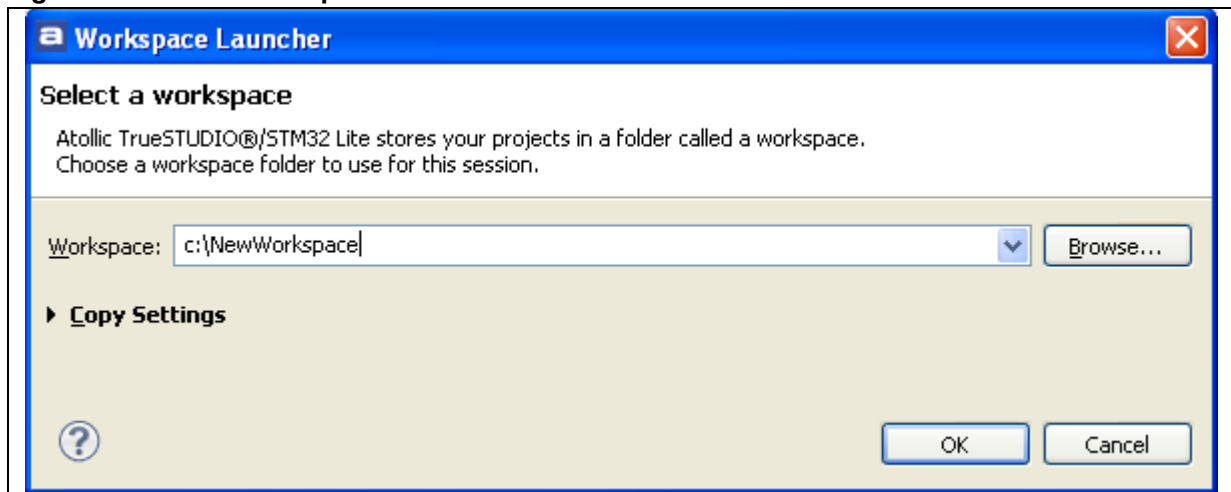 Workspace Launcher
Select a workspace
Atollic TrueSTUDIO®/STM32 Lite stores your projects in a folder called a workspace.
Choose a workspace folder to use for this session.
Workspace: c:\NewWorkspace Browse...
Copy Settings
OK Cancel